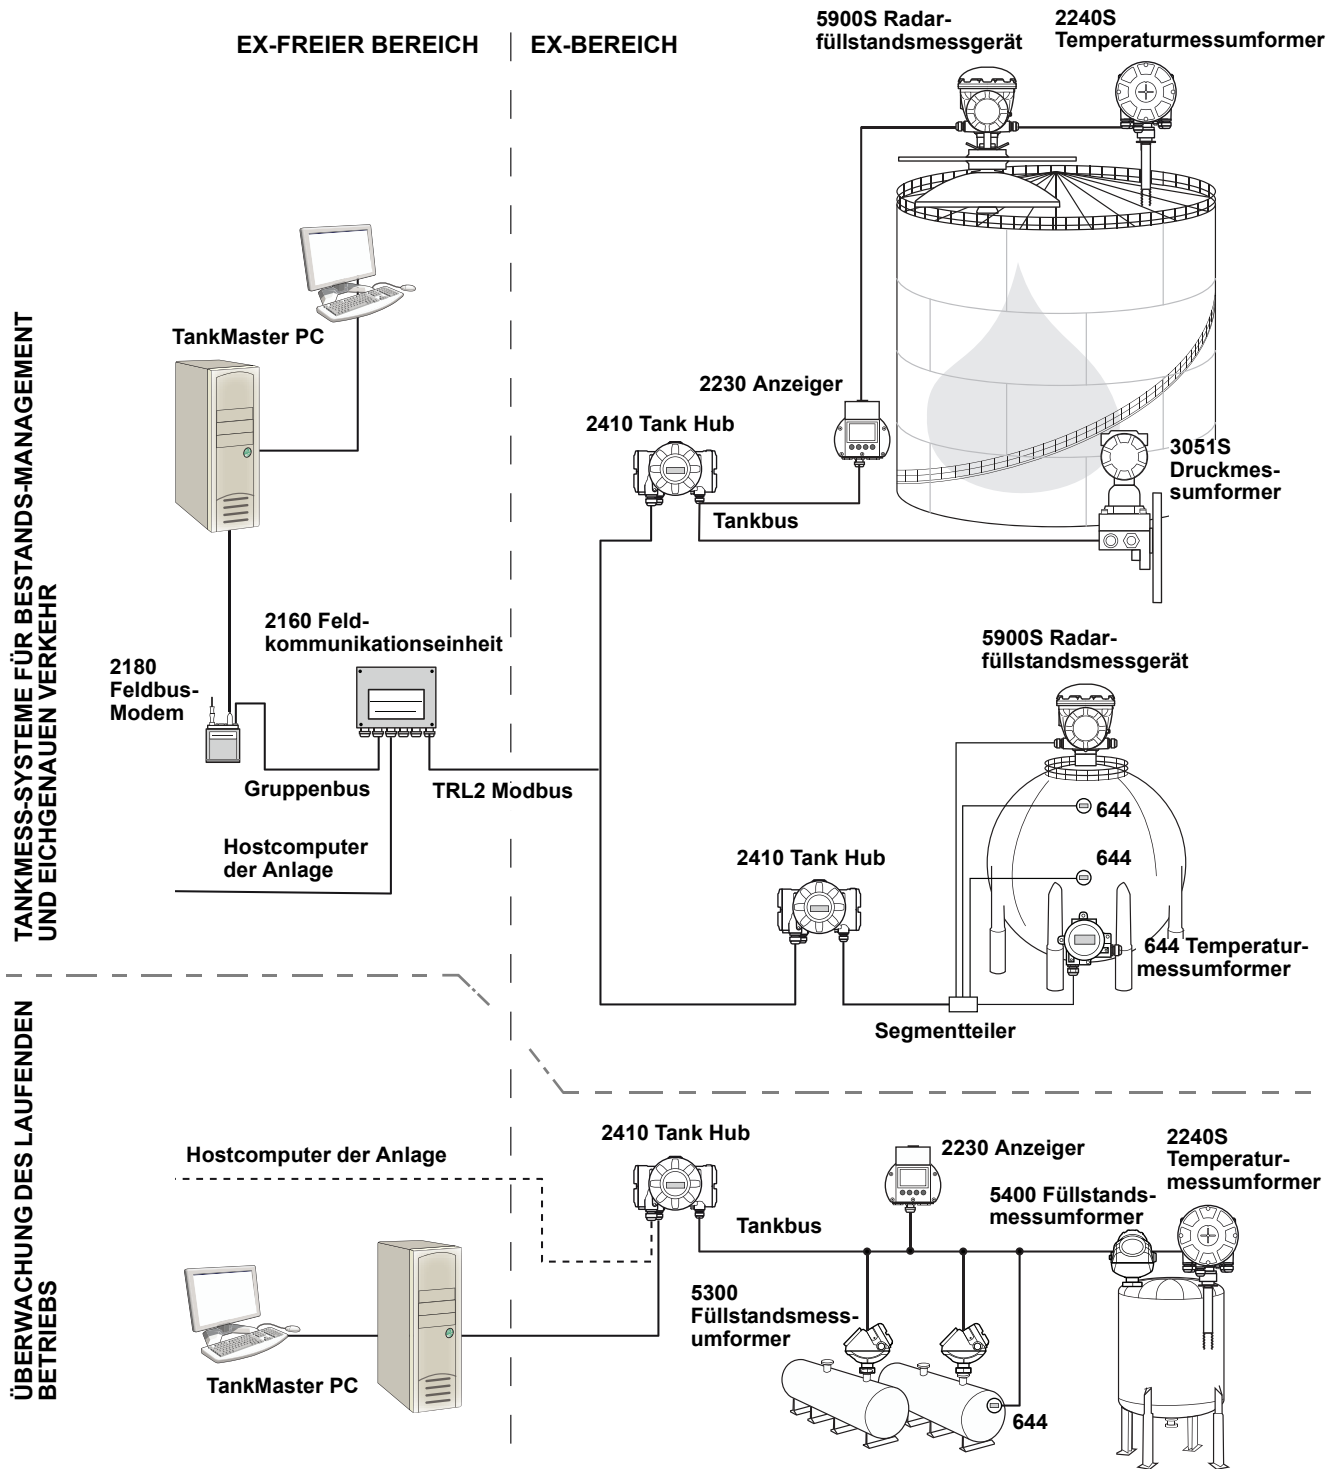 EX-FREIER BEREICH
EX-BEREICH
5900S Radar-
füllstandsmessgerät
2240S
Temperaturmessumformer
TANKMESS-SYSTEME FÜR BESTANDS-MANAGEMENT
UND EICHGENAUEN VERKEHR
TankMaster PC
2230 Anzeiger
2410 Tank Hub
3051S
Druckmes-
sumformer
Tankbus
2160 Feld-
kommunikationseinheit
2180
Feldbus-
Modem
5900S Radar-
füllstandsmessgerät
Gruppenbus
TRL2 Modbus
644
Hostcomputer
der Anlage
2410 Tank Hub
644
644 Temperatur-
messumformer
Segmentteiler
ÜBERWACHUNG DES LAUFENDEN
BETRIEBS
Hostcomputer der Anlage
2410 Tank Hub
2230 Anzeiger
2240S
Temperatur-
messumformer
5400 Füllstands-
messumformer
Tankbus
5300
Füllstandsmess-
umformer
TankMaster PC
644